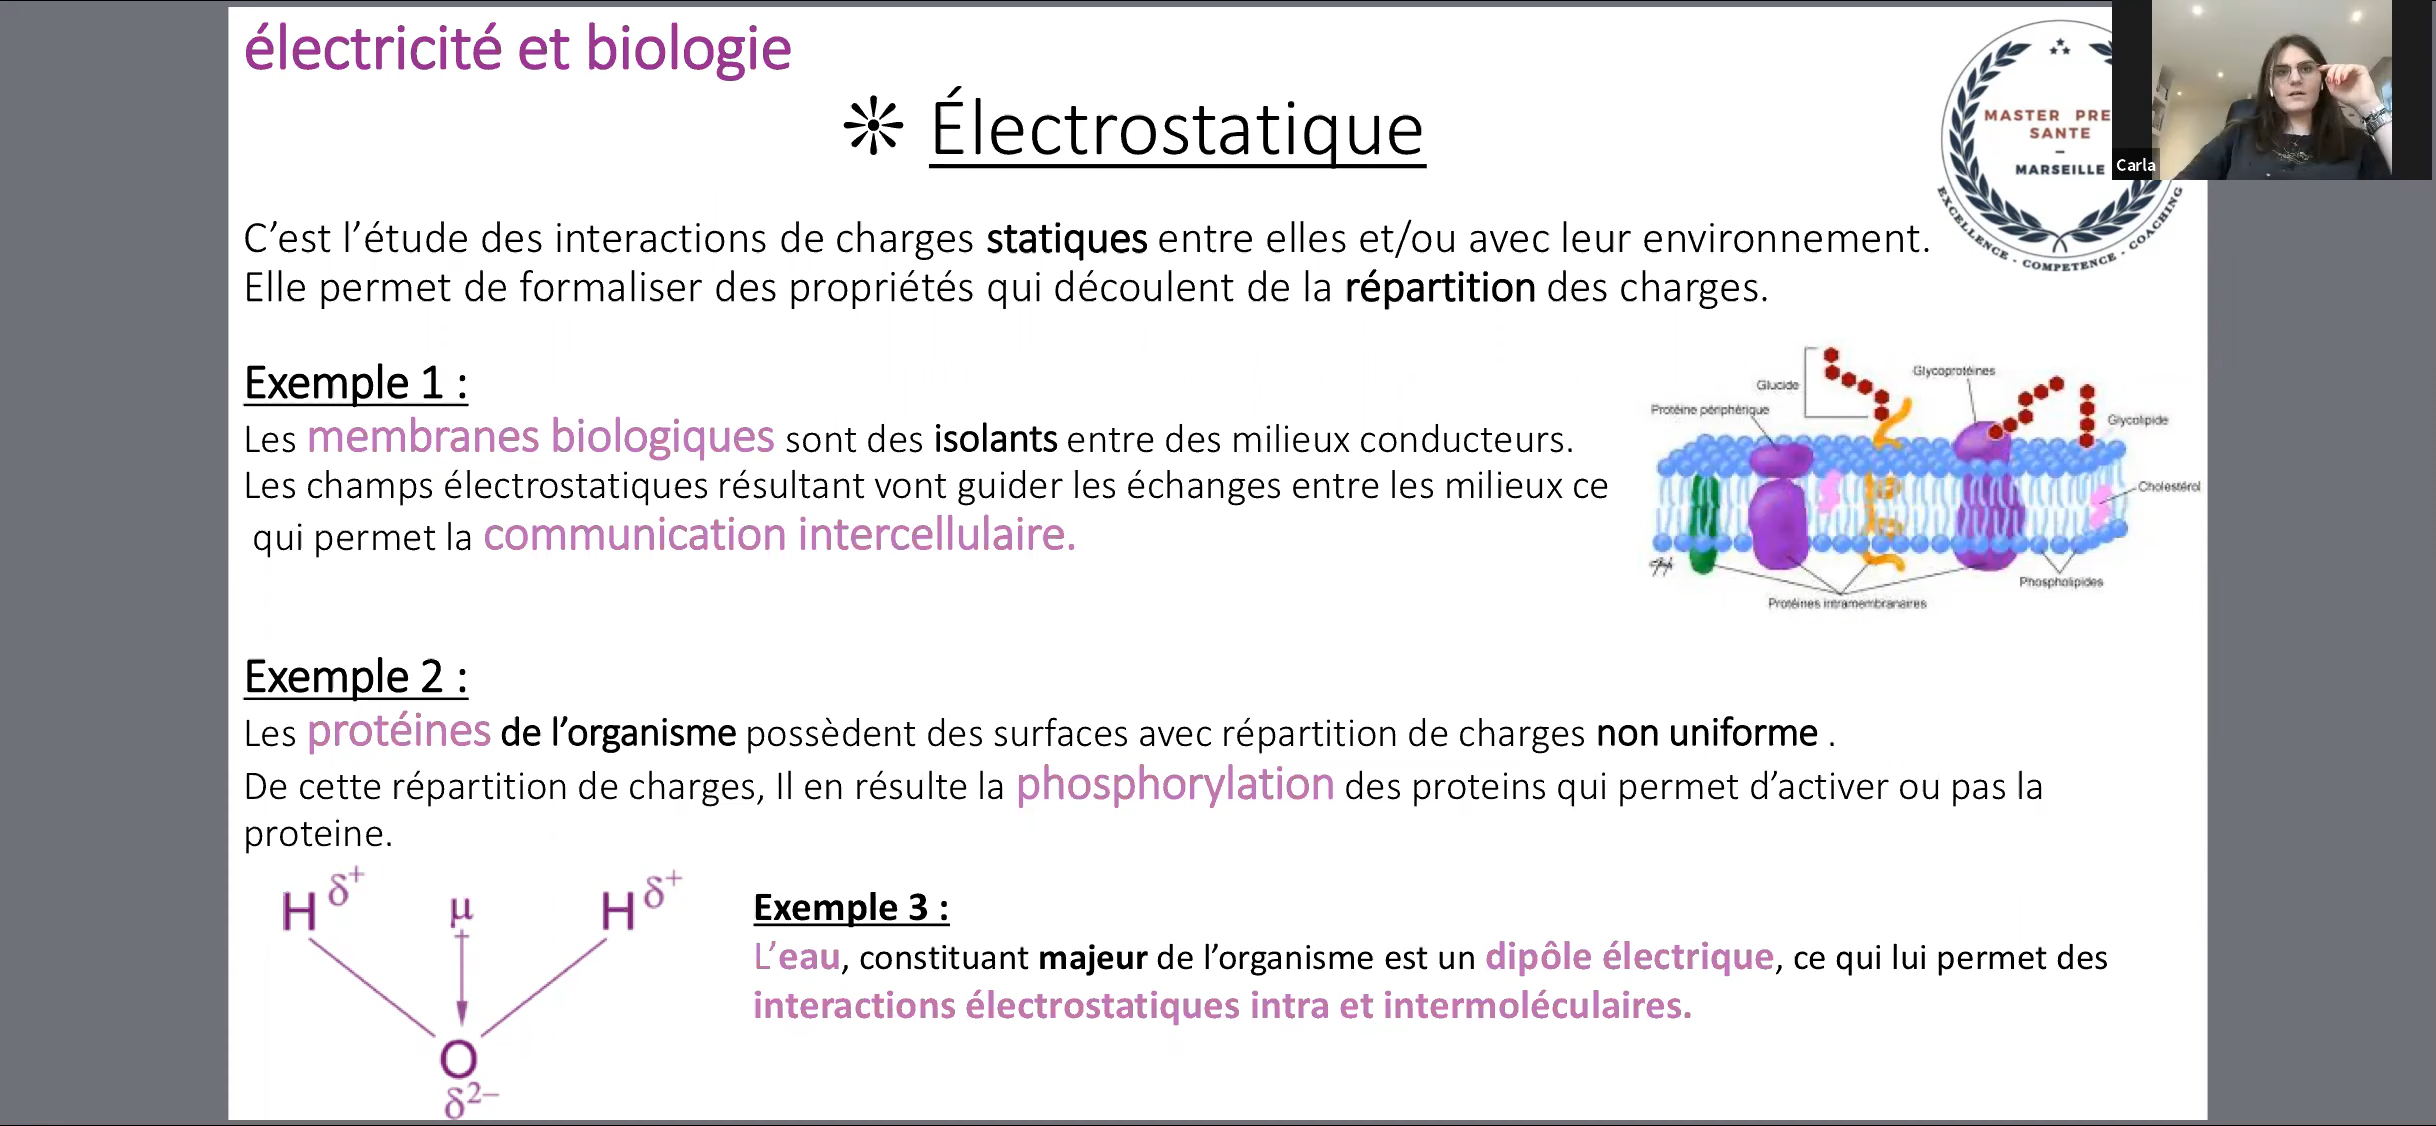 électricité et biologie
Électrostatique
MASTER PRE
SANTE
–
MARSEILLE
EXCELLENCE - COMPETENCE - COACHING
Carla
C’est l’étude des interactions de charges statiques entre elles et/ou avec leur environnement.
Elle permet de formaliser des propriétés qui découlent de la répartition des charges.
Exemple 1 :
Les membranes biologiques sont des isolants entre des milieux conducteurs.
Les champs électrostatiques résultant vont guider les échanges entre les milieux ce
qui permet la communication intercellulaire.
Glucide
Glycoprotéines
Protéine périphérique
Glycolipide
Cholestérol
Phospholipides
Protéines intramembranaires
Exemple 2 :
Les protéines de l’organisme possèdent des surfaces avec répartition de charges non uniforme .
De cette répartition de charges, Il en résulte la phosphorylation des proteins qui permet d’activer ou pas la
proteine.
H δ+ μ H δ+
O
δ2–
Exemple 3 :
L’eau, constituant majeur de l’organisme est un dipôle électrique, ce qui lui permet des
interactions électrostatiques intra et intermoléculaires.